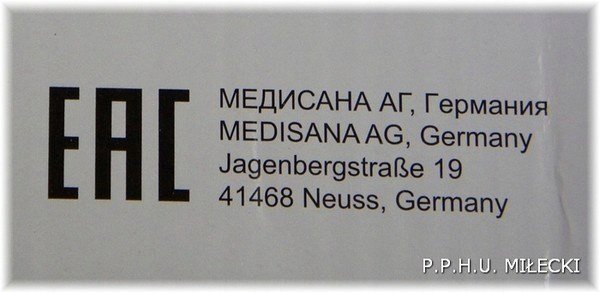 EAC
МЕДИСАНА АГ, Германия
MEDISANA AG, Germany
Jagenbergstraße 19
41468 Neuss, Germany
P.P.H.U. MIŁECKI